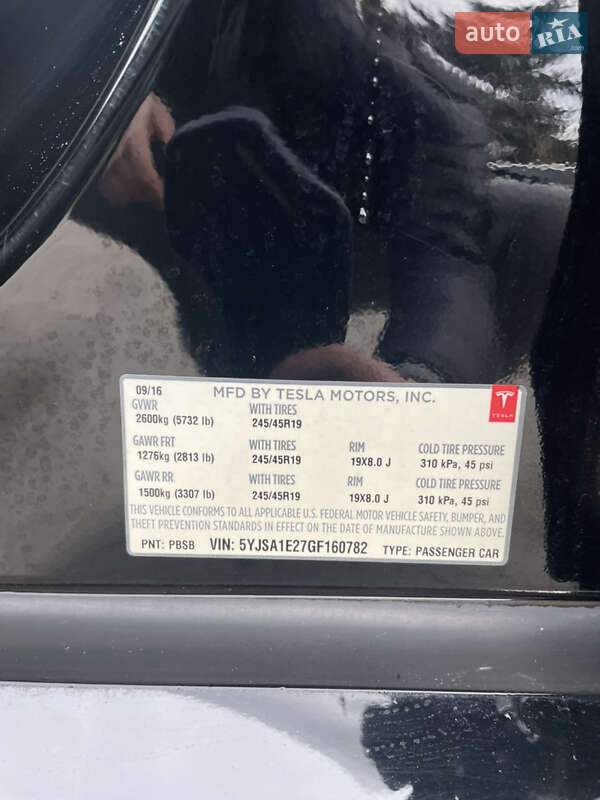 auto RIA.com
09/16 MFD BY TESLA MOTORS, INC.
GVWR WITH TIRES
2600kg (5732 lb) 245/45R19
TESLA
GAWR FRT WITH TIRES RIM COLD TIRE PRESSURE
1276kg (2813 lb) 245/45R19 19X8.0 J 310 kPa, 45 psi
GAWR RR WITH TIRES RIM COLD TIRE PRESSURE
1500kg (3307 lb) 245/45R19 19X8.0 J 310 kPa, 45 psi
THIS VEHICLE CONFORMS TO ALL APPLICABLE U.S. FEDERAL MOTOR VEHICLE SAFETY, BUMPER, AND
THEFT PREVENTION STANDARDS IN EFFECT ON THE DATE OF MANUFACTURE SHOWN ABOVE.
PNT: PBSB VIN: 5YJSA1E27GF160782 TYPE: PASSENGER CAR